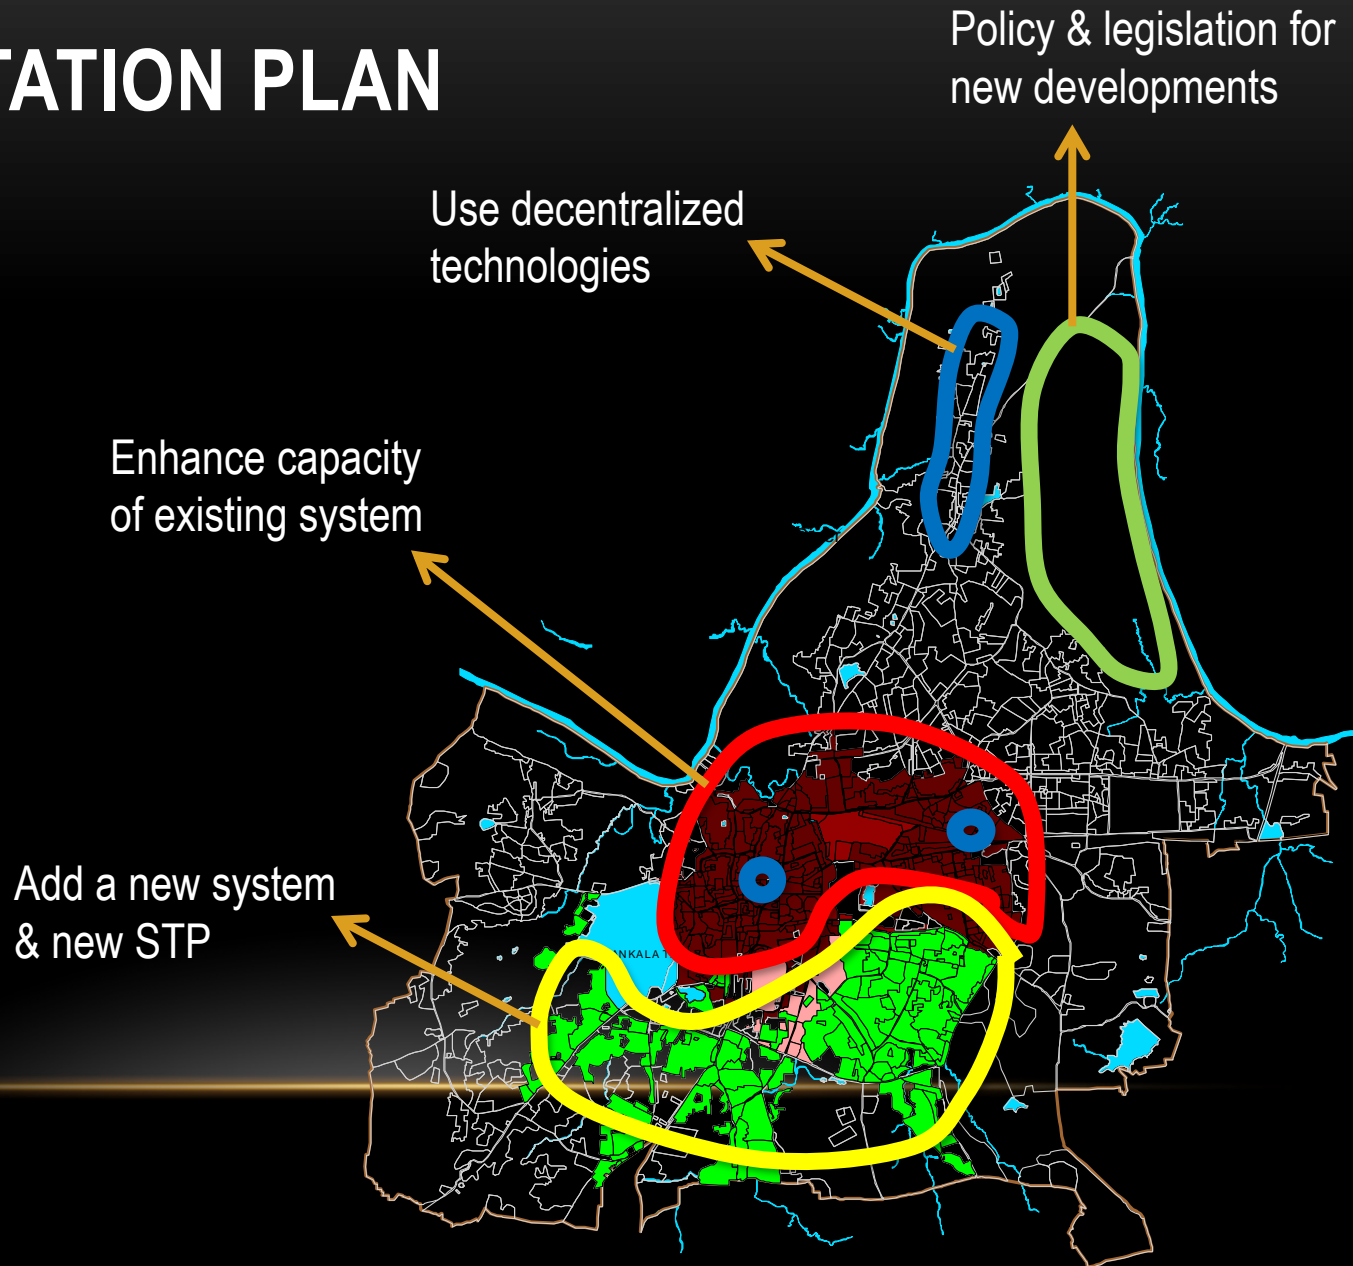 TATION PLAN
Policy & legislation for
new developments
Use decentralized
technologies
Enhance capacity
of existing system
Add a new system
& new STP
NKALA T